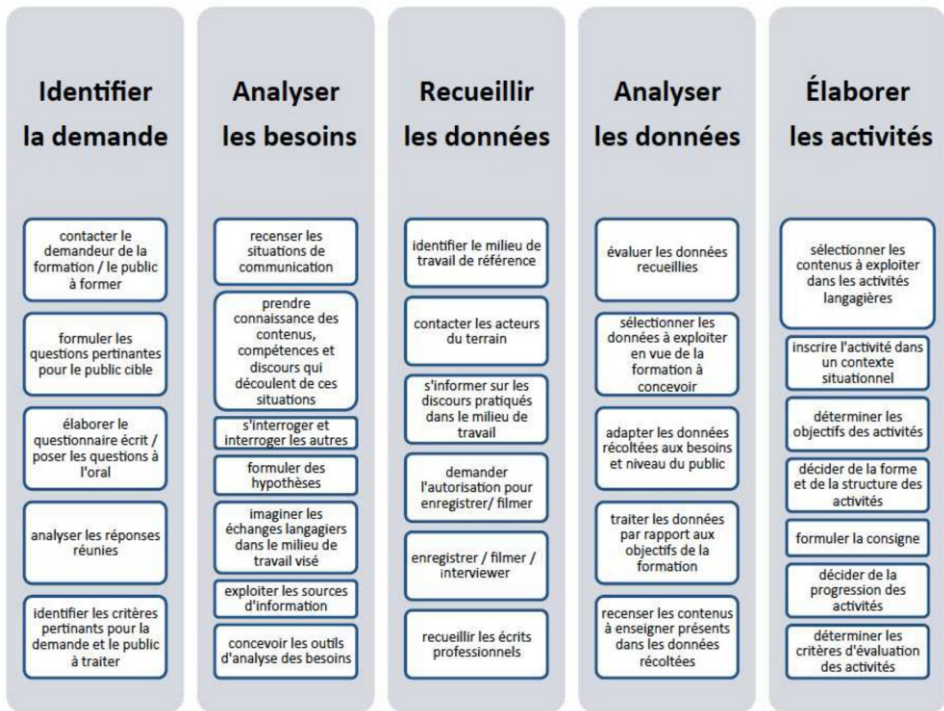 Identifier
la demande
contacter le
demandeur de la
formation / le public
à former
formuler les
questions pertinantes
pour le public cible
élaborer le
questionnaire écrit /
poser les questions à
l'oral
analyser les réponses
réunies
identifier les critères
pertinants pour la
demande et le public
à traiter
Analyser
les besoins
recenser les
situations de
communication
prendre
connaissance des
contenus,
compétences et
discours qui
découlent de ces
situations
s'interroger et
interroger les autres
formuler des
hypothèses
imaginer les
échanges langagiers
dans le milieu de
travail visé
exploiter les sources
d'information
concevoir les outils
d'analyse des besoins
Recueillir
les données
identifier le milieu de
travail de référence
contacter les acteurs
du terrain
s'informer sur les
discours pratiqués
dans le milieu de
travail
demander
l'autorisation pour
enregistrer/ filmer
enregistrer / filmer /
interviewer
recueillir les écrits
professionnels
Analyser
les données
évaluer les données
recueillies
sélectionner les
données à exploiter
en vue de la
formation à
concevoir
adapter les données
récoltées aux besoins
et niveau du public
traiter les données
par rapport aux
objectifs de la
formation
recenser les contenus
à enseigner présents
dans les données
récoltées
Élaborer
les activités
sélectionner les
contenus à exploiter
dans les activités
langagières
inscrire l'activité dans
un contexte
situationnel
déterminer les
objectifs des activités
décider de la forme
et de la structure des
activités
formuler la consigne
décider de la
progression des
activités
déterminer les
critères d'évaluation
des activités